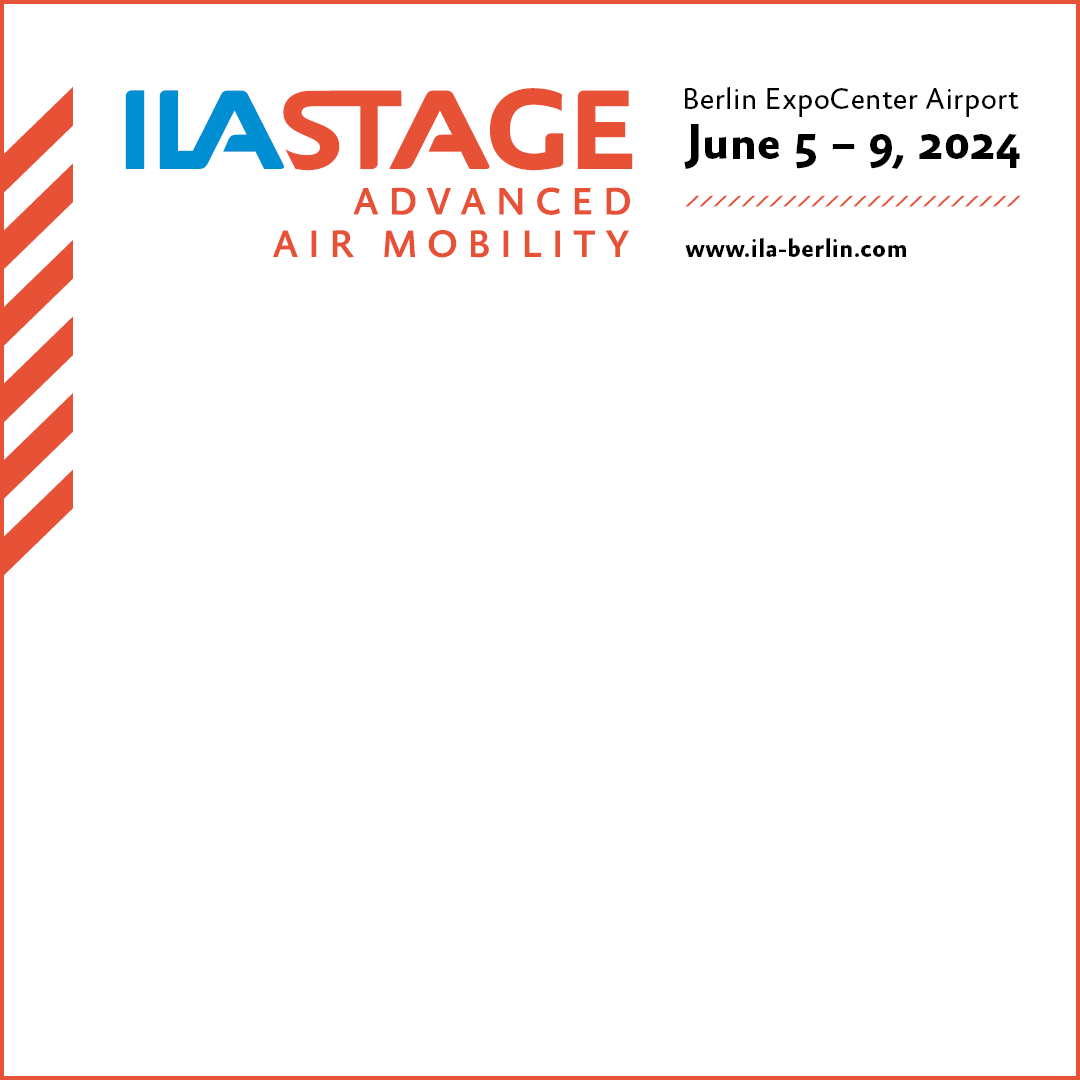 ILASTAGE
ADVANCED
AIR MOBILITY
Berlin ExpoCenter Airport
June 5 – 9, 2024
www.ila-berlin.com